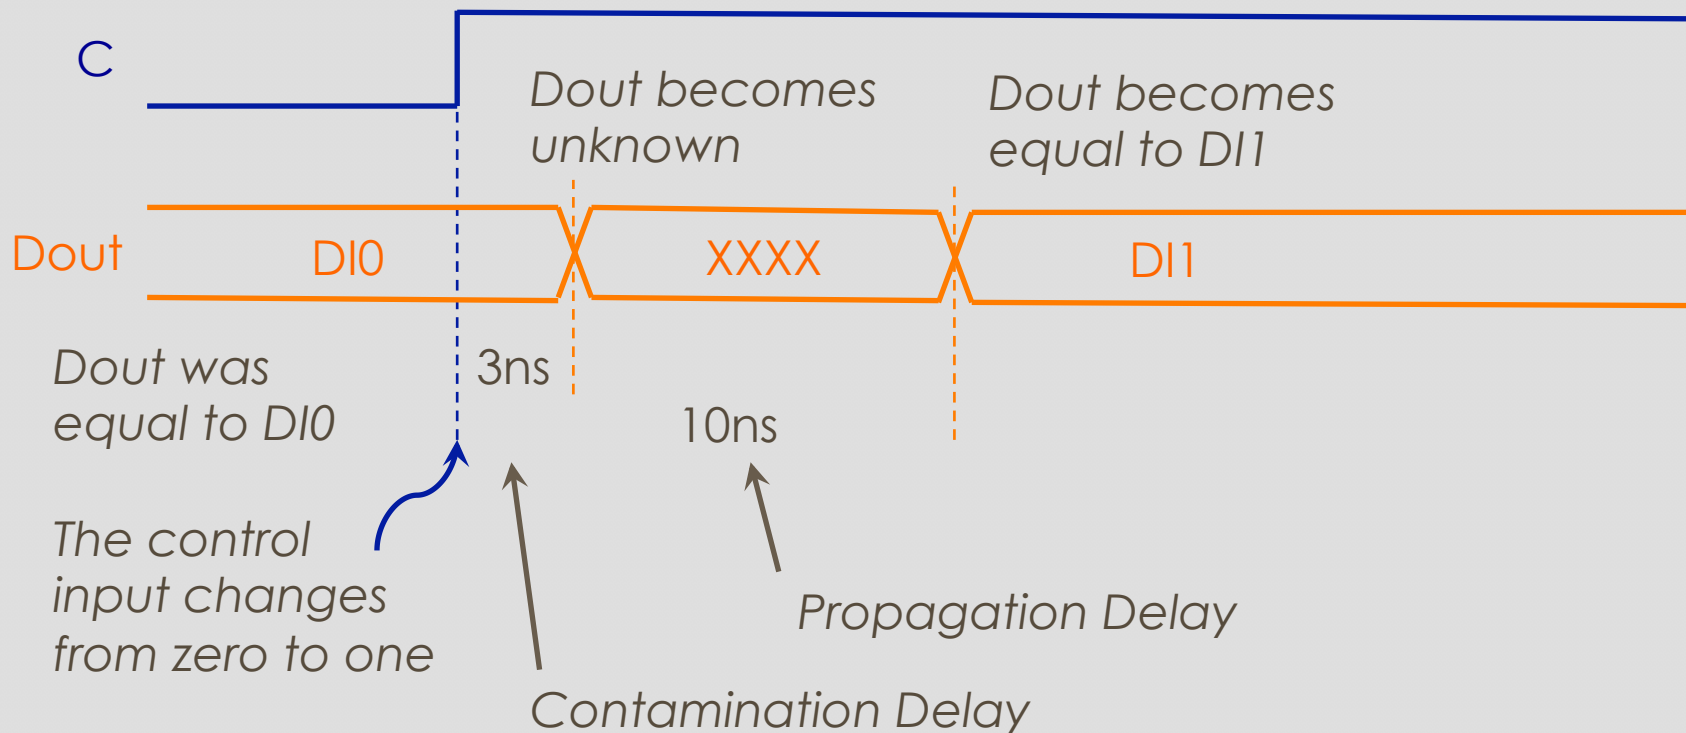 C
Dout becomes
unknown
Dout becomes
equal to DI1
Dout
DI0
XXXX
DI1
Dout was
equal to DI0
3ns
10ns
The control
input changes
from zero to one
Propagation Delay
Contamination Delay